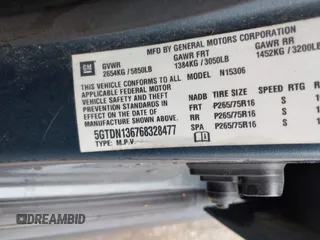 MFD BY GENERAL MOTORS CORPORATION
GM GVWR GAWR FRT GAWR RR
2654KG/5850LB 1384KG/3050LB 1452KG/3200LB
THIS VEHICLE CONFORMS TO ALL MODEL N15306
APPLICABLE FEDERAL MOTOR
VEHICLE SAFETY, BUMPER, AND THEFT
PREVENTION STANDARDS IN
EFFECT ON THE DATE OF
MANUFACTURE SHOWN ABOVE.
NADB TIRE SIZE SPEED RTG
FRT P265/75R16 S
RR P265/75R16 S
SPA P265/75R16 S
5GTDN136768328477
TYPE: M.P.V.
DREAMBID